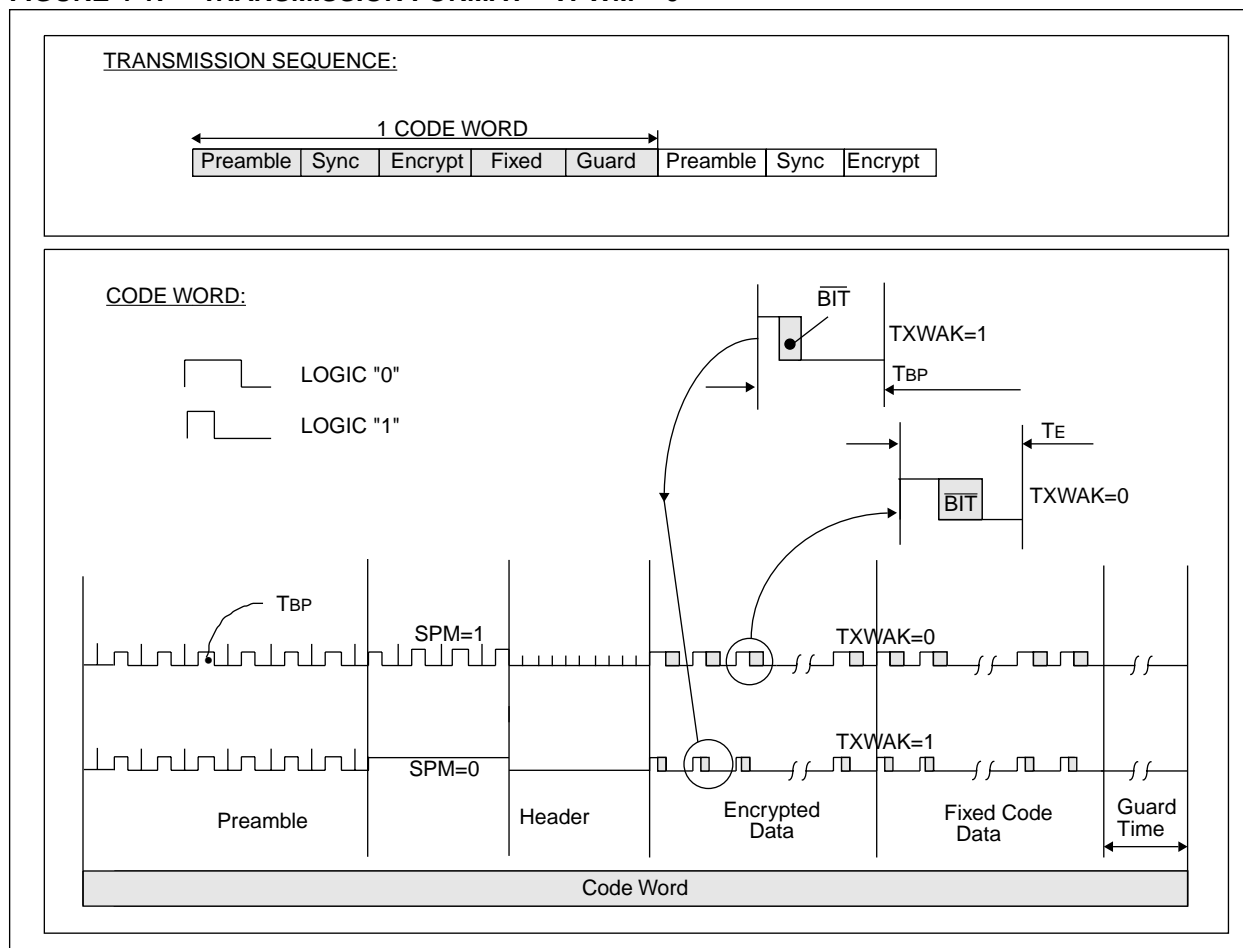 TRANSMISSION SEQUENCE:
1 CODE WORD
Preamble Sync Encrypt Fixed Guard Preamble Sync Encrypt
CODE WORD:
BIT
TXWAK=1
LOGIC "0"
TBP
LOGIC "1"
TE
BIT
TXWAK=0
TBP
SPM=1
TXWAK=0
TXWAK=1
SPM=0
Preamble
Header
Encrypted
Data
Fixed Code
Data
Guard
Time
Code Word